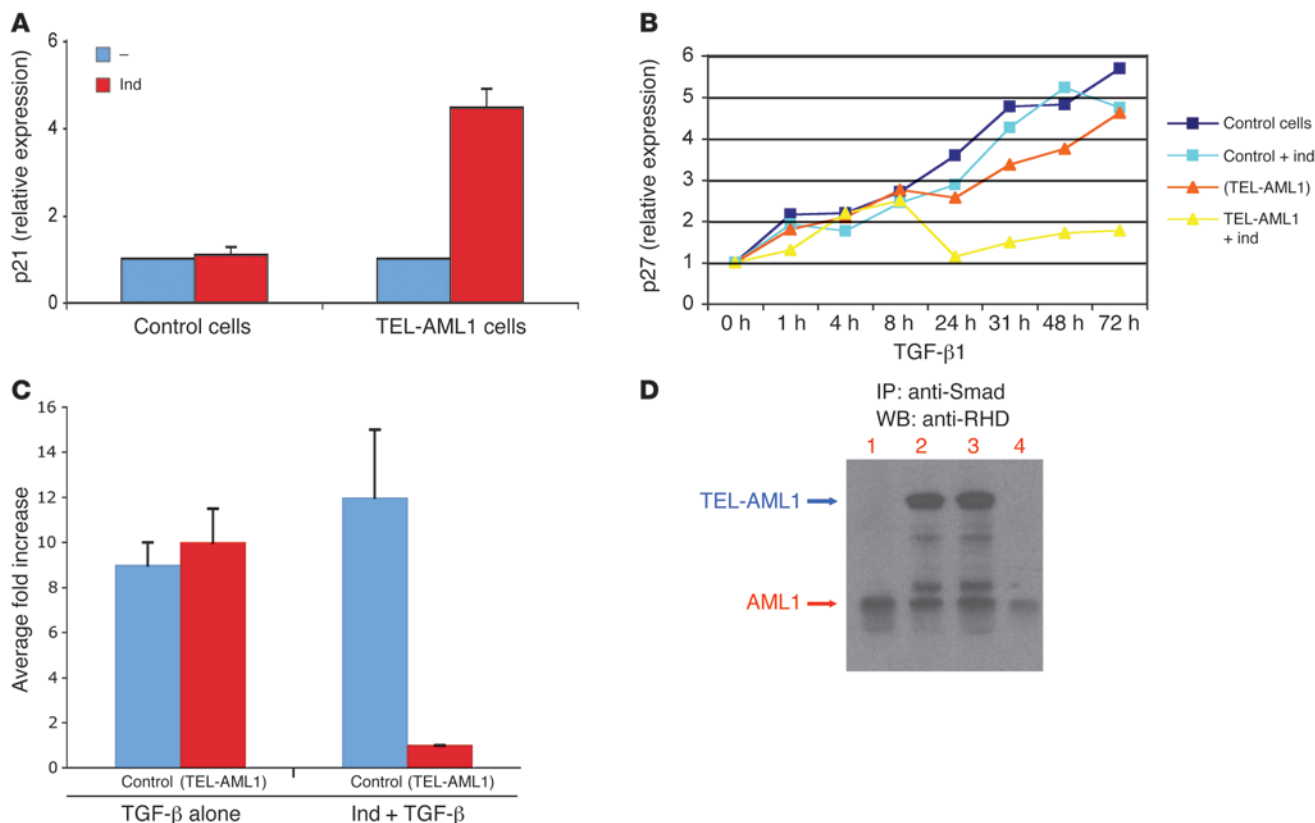 A
p21 (relative expression)
6
4
2
0
–
Ind
Control cells
TEL-AML1 cells
B
p27 (relative expression)
6
5
4
3
2
1
0
0 h 1 h 4 h 8 h 24 h 31 h 48 h 72 h
TGF-β1
Control cells
Control + ind
(TEL-AML1)
TEL-AML1
+ ind
C
Average fold increase
16
14
12
10
8
6
4
2
0
Control (TEL-AML1) Control (TEL-AML1)
TGF-β alone Ind + TGF-β
D
IP: anti-Smad
WB: anti-RHD
1 2 3 4
TEL-AML1
AML1